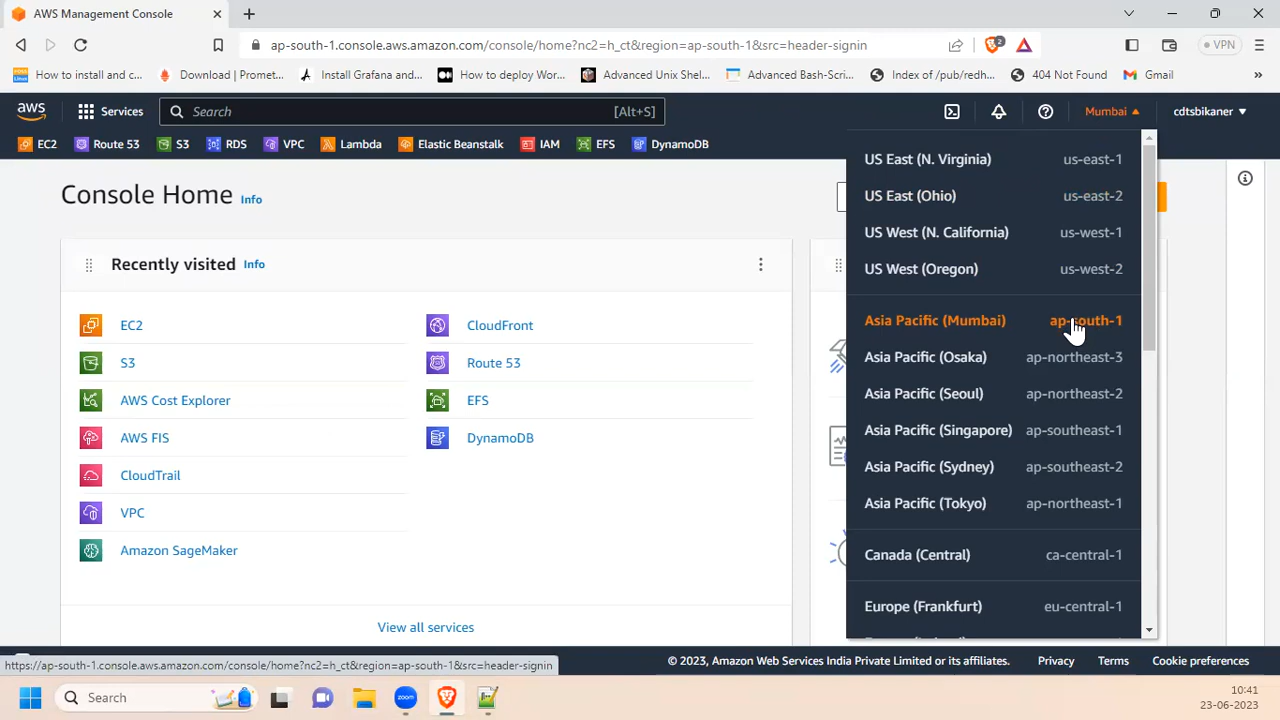 AWS Management Console
ap-south-1.console.aws.amazon.com/console/home?nc2=h_ct&region=ap-south-1&src=header-signin
2
VPN
How to install and c...
Download | Promet...
Install Grafana and...
How to deploy Wor...
Advanced Unix Shel...
Advanced Bash-Scri...
Index of /pub/redh...
404 Not Found
Gmail
»
aws
Services
Search
[Alt+S]
Mumbai
cdtsbikaner
EC2
Route 53
S3
RDS
VPC
Lambda
Elastic Beanstalk
IAM
EFS
DynamoDB
Console Home
Info
Recently visited
Info
EC2
S3
AWS Cost Explorer
AWS FIS
CloudTrail
VPC
Amazon SageMaker
CloudFront
Route 53
EFS
DynamoDB
View all services
US East (N. Virginia) us-east-1
US East (Ohio) us-east-2
US West (N. California) us-west-1
US West (Oregon) us-west-2
Asia Pacific (Mumbai) ap-south-1
Asia Pacific (Osaka) ap-northeast-3
Asia Pacific (Seoul) ap-northeast-2
Asia Pacific (Singapore) ap-southeast-1
Asia Pacific (Sydney) ap-southeast-2
Asia Pacific (Tokyo) ap-northeast-1
Canada (Central) ca-central-1
Europe (Frankfurt) eu-central-1
https://ap-south-1.console.aws.amazon.com/console/home?nc2=h_ct&region=ap-south-1&src=header-signin
© 2023, Amazon Web Services India Private Limited or its affiliates.
Privacy
Terms
Cookie preferences
Search
zoom
10:41
23-06-2023